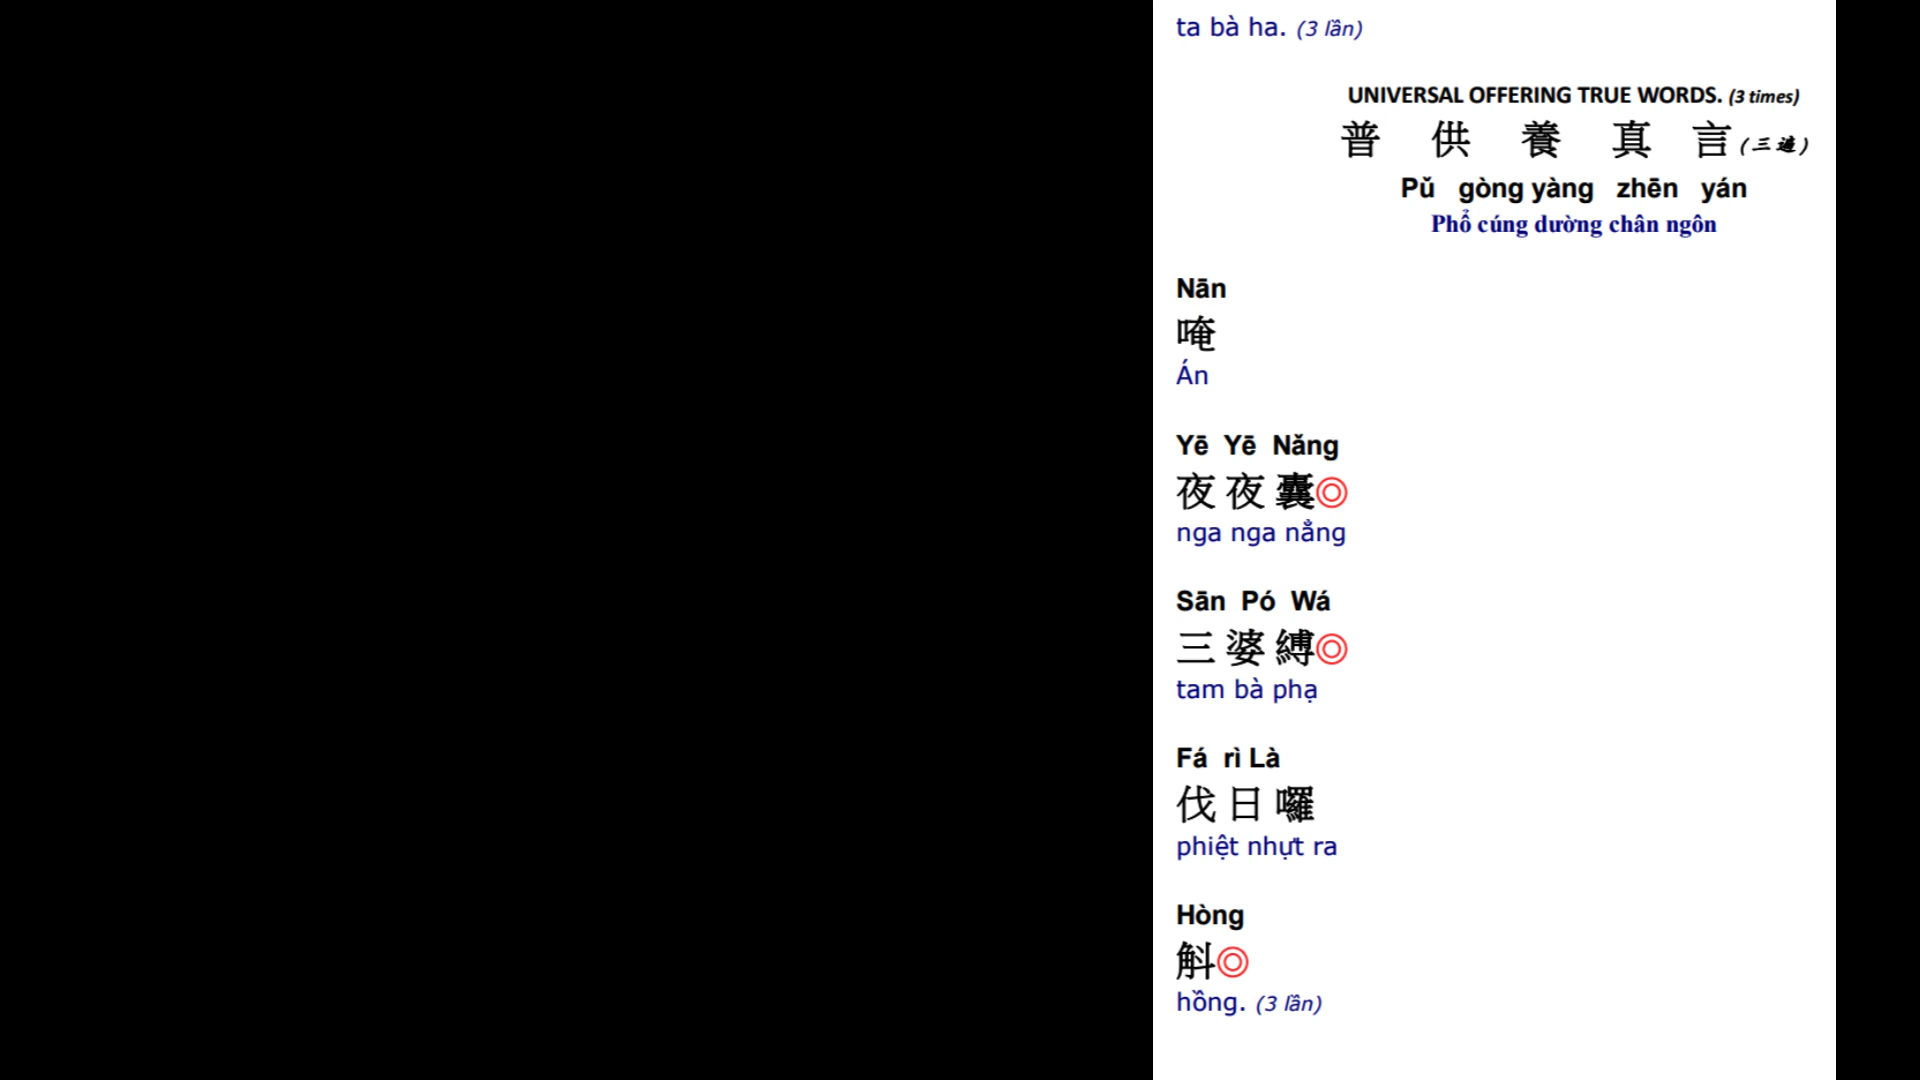 ta bà ha. (3 lần)
UNIVERSAL OFFERING TRUE WORDS. (3 times)
普 供 養 真 言 (三遍)
Pǔ gòng yàng zhēn yán
Phổ cúng dường chân ngôn
Nān
唵
Án
Yē Yē Nǎng
夜 夜 囊◎
nga nga nẳng
Sān Pó Wá
三 婆 縛◎
tam bà phạ
Fá rì Là
伐 日 囉
phiệt nhựt ra
Hòng
斛◎
hồng. (3 lần)